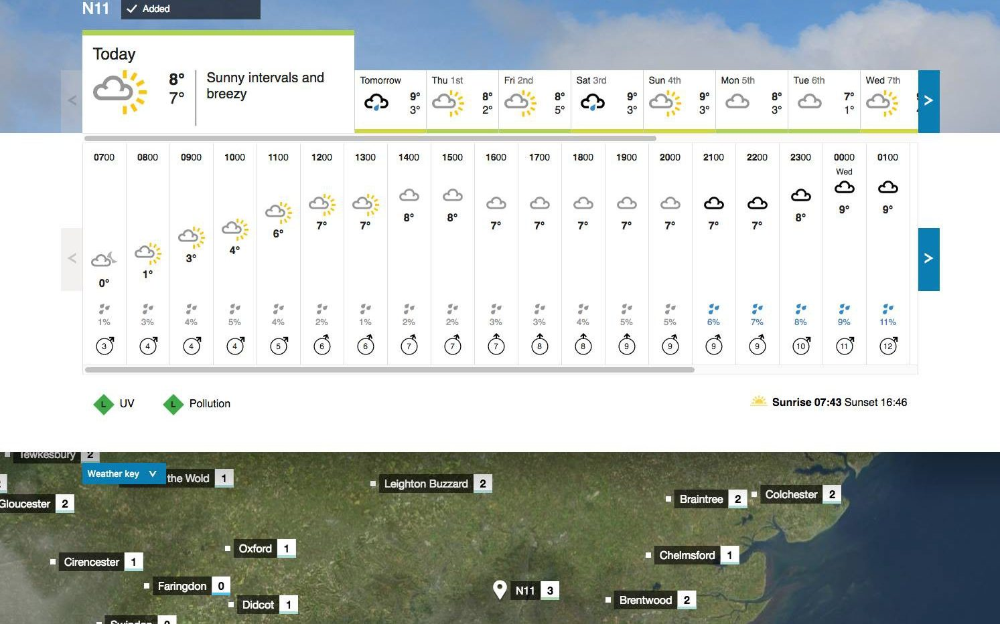 N11
Added
Today
8°
7°
Sunny intervals and
breezy
Tomorrow
9°
3°
Thu 1st
8°
2°
Fri 2nd
8°
5°
Sat 3rd
9°
3°
Sun 4th
9°
3°
Mon 5th
8°
3°
Tue 6th
7°
1°
Wed 7th
0700 0800 0900 1000 1100 1200 1300 1400 1500 1600 1700 1800 1900 2000 2100 2200 2300 0000 0100
Wed
0° 1° 3° 4° 6° 7° 7° 8° 8° 7° 7° 7° 7° 7° 7° 7° 8° 9° 9°
1% 3% 4% 5% 4% 2% 1% 2% 2% 3% 3% 4% 5% 5% 6% 7% 8% 9% 11%
3 4 4 4 5 6 6 7 7 7 8 8 9 9 9 9 10 11 12
L UV
L Pollution
Sunrise 07:43 Sunset 16:46
Tewkesbury 2
Weather key
the Wold 1
Leighton Buzzard 2
Braintree 2
Colchester 2
Gloucester 2
Oxford 1
Cirencester 1
Chelmsford 1
Faringdon 0
N11 3
Didcot 1
Brentwood 2
Swindon 0